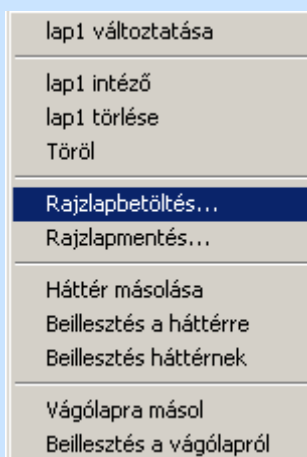 lap1 változtatása
lap1 intéző
lap1 törlése
Töröl
Rajzlapbetöltés...
Rajzlapmentés...
Háttér másolása
Beillesztés a háttérre
Beillesztés háttérnek
Vágólapra másol
Beillesztés a vágólapról